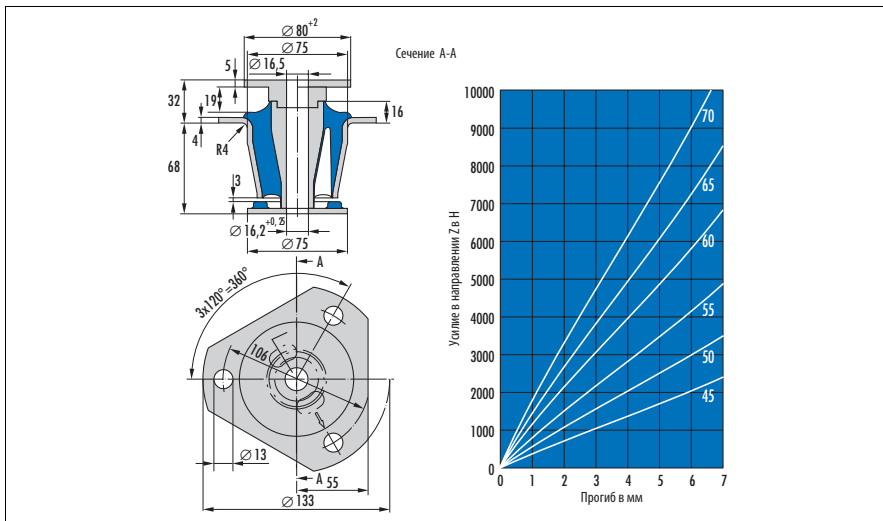 Ø 80+2
Ø 75
Ø 16,5
Сечение A-A
5
32
19
16
4
R4
68
3
Ø 16,2+0,25
Ø 75
A
3x120°=360°
106
Ø 13
A
55
Ø 133
Усилие в направлении Z в Н
10000
9000
8000
7000
6000
5000
4000
3000
2000
1000
0
70
65
60
55
50
45
0 1 2 3 4 5 6 7
Прогиб в мм